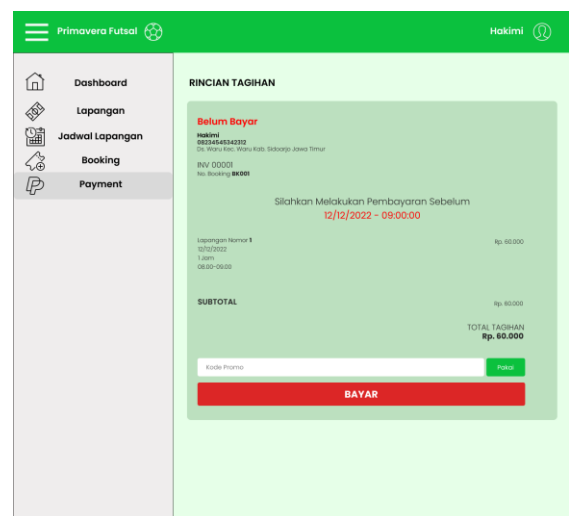 Primavera Futsal
Hakimi
Dashboard
Lapangan
Jadwal Lapangan
Booking
Payment
RINCIAN TAGIHAN
Belum Bayar
Hakimi
08234545342312
Ds. Waru Kec. Waru Kab. Sidoarjo Jawa Timur
INV 00001
No. Booking BK001
Silahkan Melakukan Pembayaran Sebelum
12/12/2022 - 09:00:00
Lapangan Nomor 1 Rp. 60.000
12/12/2022
1 Jam
08.00-09.00
SUBTOTAL Rp. 60.000
TOTAL TAGIHAN
Rp. 60.000
Kode Promo Pakai
BAYAR